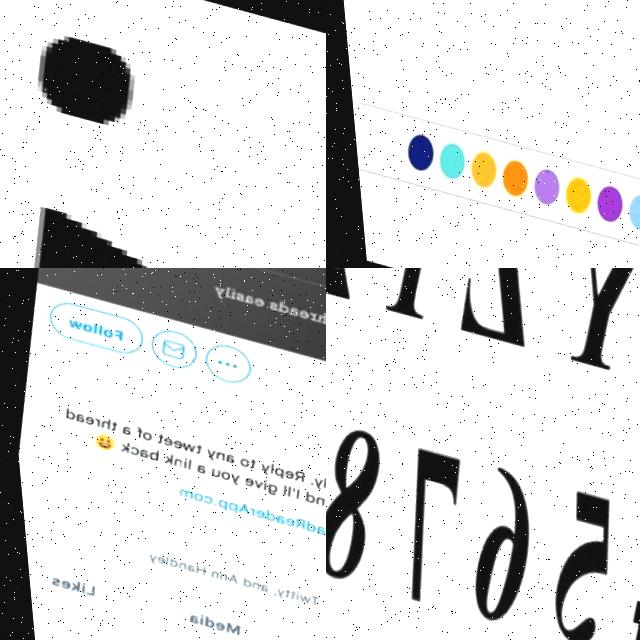 hreads easily
Follow
ly. Reply to any tweet of a thread
nd I'll give you a link back 😀
adReaderApp.com
Twitty, and Ann Handley
Media
Likes
5678